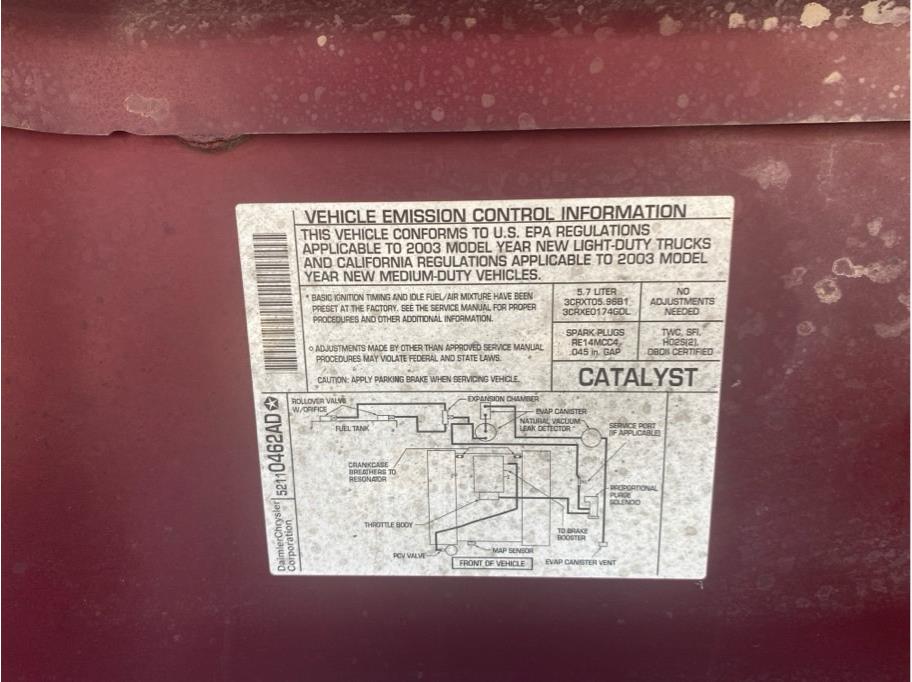 VEHICLE EMISSION CONTROL INFORMATION
THIS VEHICLE CONFORMS TO U.S. EPA REGULATIONS
APPLICABLE TO 2003 MODEL YEAR NEW LIGHT-DUTY TRUCKS
AND CALIFORNIA REGULATIONS APPLICABLE TO 2003 MODEL
YEAR NEW MEDIUM-DUTY VEHICLES.
* BASIC IGNITION TIMING AND IDLE FUEL/AIR MIXTURE HAVE BEEN
PRESET AT THE FACTORY. SEE THE SERVICE MANUAL FOR PROPER
PROCEDURES AND OTHER ADDITIONAL INFORMATION.
◇ ADJUSTMENTS MADE BY OTHER THAN APPROVED SERVICE MANUAL
PROCEDURES MAY VIOLATE FEDERAL AND STATE LAWS.
CAUTION: APPLY PARKING BRAKE WHEN SERVICING VEHICLE.
5.7 LITER
3CRXT05.96B1
3CRXE0174GDL
NO
ADJUSTMENTS
NEEDED
SPARK PLUGS
RE14MCC4
.045 in. GAP
TWC, SFI,
HO2S(2),
OBDII CERTIFIED
CATALYST
ROLLOVER VALVE
W/ORIFICE
FUEL TANK
EXPANSION CHAMBER
EVAP CANISTER
NATURAL VACUUM
LEAK DETECTOR
SERVICE PORT
(IF APPLICABLE)
CRANKCASE
BREATHERS TO
RESONATOR
PROPORTIONAL
PURGE
SOLENOID
THROTTLE BODY
TO BRAKE
BOOSTER
PCV VALVE
MAP SENSOR
EVAP CANISTER VENT
FRONT OF VEHICLE
DaimlerChrysler
Corporation
52110462AD